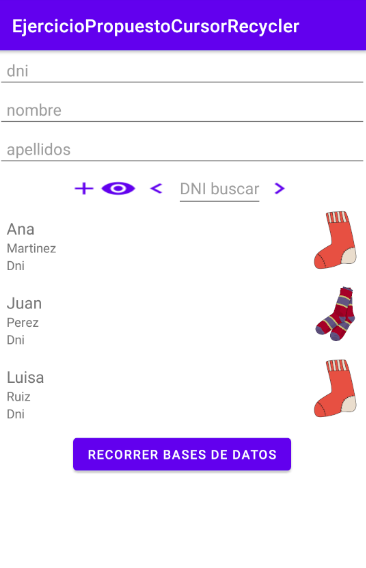 EjercicioPropuestoCursorRecycler
dni
nombre
apellidos
DNI buscar
Ana
Martinez
Dni
Juan
Perez
Dni
Luisa
Ruiz
Dni
RECORRER BASES DE DATOS